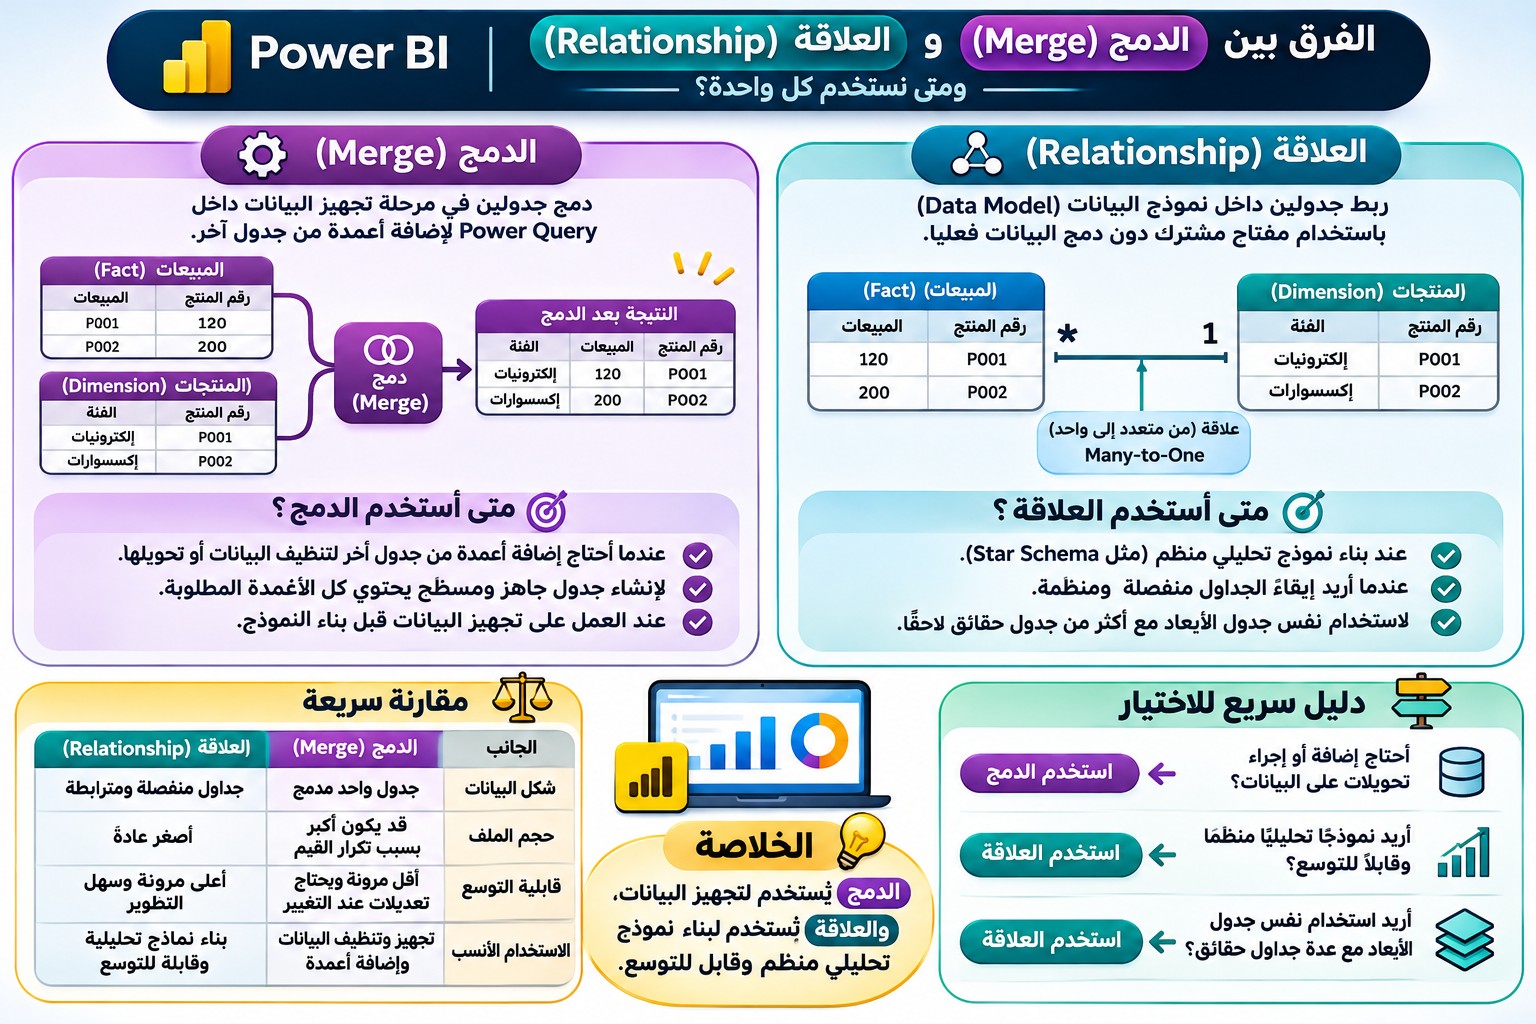 الفرق بين الدمج (Merge) و العلاقة (Relationship)
ومتى نستخدم كل واحدة؟
Power BI
العلاقة (Relationship)
ربط جدولين داخل نموذج البيانات (Data Model)
باستخدام مفتاح مشترك دون دمج البيانات فعليا.
المنتجات (Dimension)
رقم المنتج الفئة
P001 إلكترونيات
P002 إكسسوارات
1
*
(المبيعات) (Fact)
رقم المنتج المبيعات
P001 120
P002 200
علاقة (من متعدد إلى واحد)
Many-to-One
متى أستخدم العلاقة؟
عند بناء نموذج تحليلي منظم (مثل Star Schema).
عندما أريد إيقاءً الجداول منفصلة ومنظَمة.
لاستخدام نفس جدول الأيعاد مع أكثر من جدول حقائق لاحقًا.
الدمج (Merge)
دمج جدولين في مرحلة تجهيز البيانات داخل
Power Query لإضافة أعمدة من جدول آخر.
المبيعات (Fact)
رقم المنتج المبيعات
120 P001
200 P002
(المنتجات (Dimension)
رقم المنتج الفئة
P001 إلكترونيات
P002 إكسسوارات
دمج
(Merge)
النتيجة بعد الدمج
رقم المنتج المبيعات الفئة
P001 120 إلكترونيات
P002 200 إكسسوارات
متى أستخدم الدمج؟
عندما أحتاج إضافة أعمدة من جدول أخر لتنظيف البيانات أو تحويلها.
لإنشاء جدول جاهز ومسطَح يحتوي كل الأغمدة المطلوبة.
عند العمل على تجهيز البيانات قبل بناء النموذج.
دليل سريع للاختيار
أحتاج إضافة أو إجراء
تحويلات على البيانات؟
استخدم الدمج
أريد نموذجًا تحليليًا منظمًا
وقابلاً للتوسع؟
استخدم العلاقة
أريد استخدام نفس جدول
الأيعاد مع عدة جداول حقائق؟
استخدم العلاقة
الخلاصة
الدمج يُستخدم لتجهيز البيانات،
والعلاقة تُستخدم لبناء نموذج
تحليلي منظم وقابل للتوسع.
مقارنة سريعة
الجانب الدمج (Merge) العلاقة (Relationship)
شكل البيانات جدول واحد مدمج جداول منفصلة ومترابطة
حجم الملف قد يكون أكبر بسبب تكرار القيم أصغر عادةً
قابلية التوسع أقل مرونة ويحتاج تعديلات عند التغيير أعلى مرونة وسهل التطوير
الاستخدام الأنسب تجهيز وتنظيف البيانات وإضافة أعمدة بناء نماذج تحليلية وقابلة للتوسع